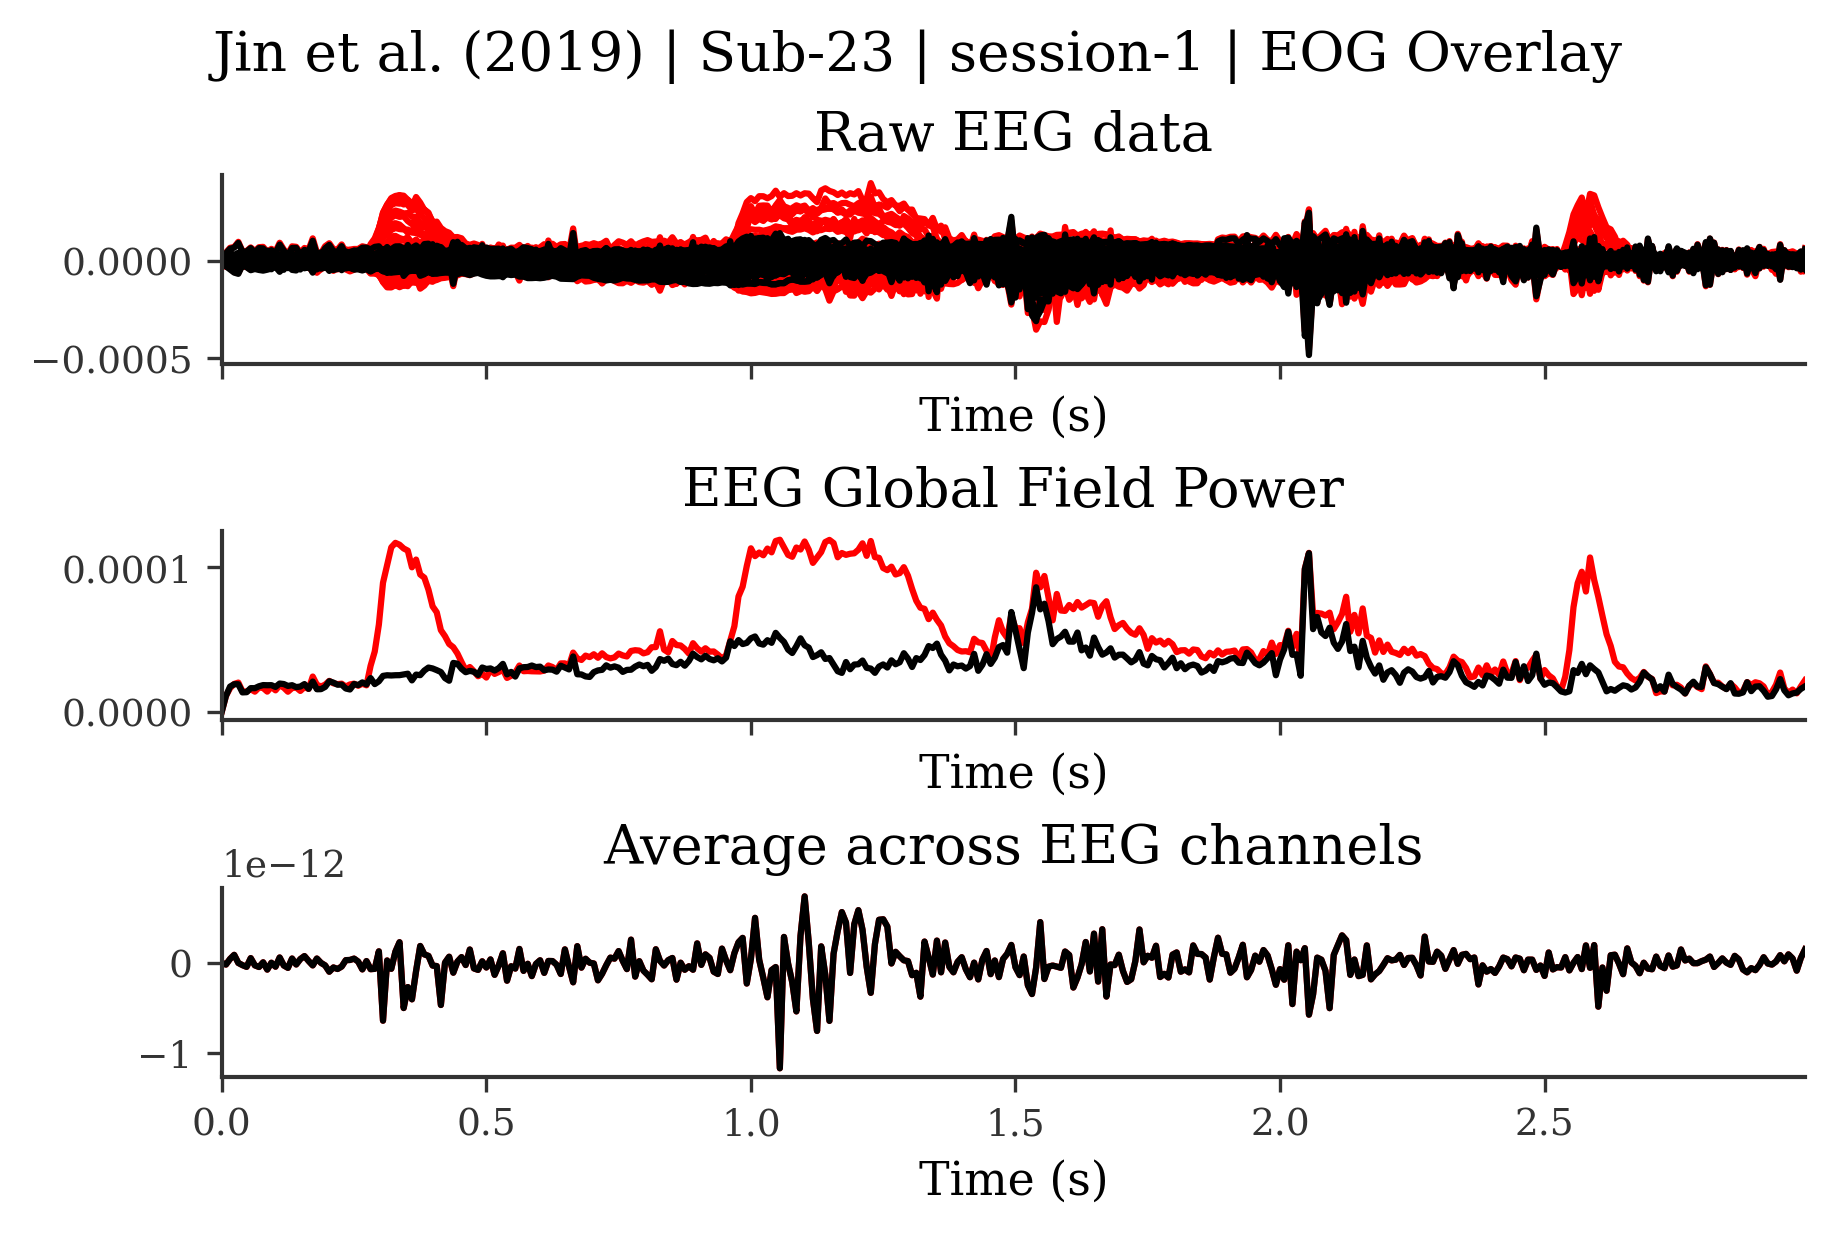 Jin et al. (2019) | Sub-23 | session-1 | EOG Overlay
Raw EEG data
0.0000
−0.0005
Time (s)
EEG Global Field Power
0.0001
0.0000
Time (s)
Average across EEG channels
1e−12
0
−1
0.0 0.5 1.0 1.5 2.0 2.5
Time (s)